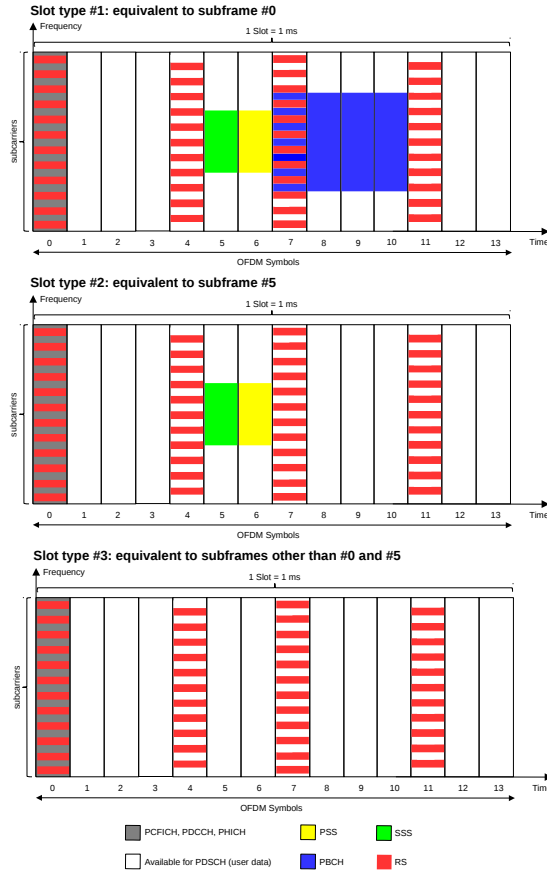 Slot type #1: equivalent to subframe #0
Frequency
1 Slot = 1 ms
subcarriers
0 1 2 3 4 5 6 7 8 9 10 11 12 13 Time
OFDM Symbols
Slot type #2: equivalent to subframe #5
Frequency
1 Slot = 1 ms
subcarriers
0 1 2 3 4 5 6 7 8 9 10 11 12 13 Time
OFDM Symbols
Slot type #3: equivalent to subframes other than #0 and #5
Frequency
1 Slot = 1 ms
subcarriers
0 1 2 3 4 5 6 7 8 9 10 11 12 13 Time
OFDM Symbols
PCFICH, PDCCH, PHICH PSS SSS
Available for PDSCH (user data) PBCH RS